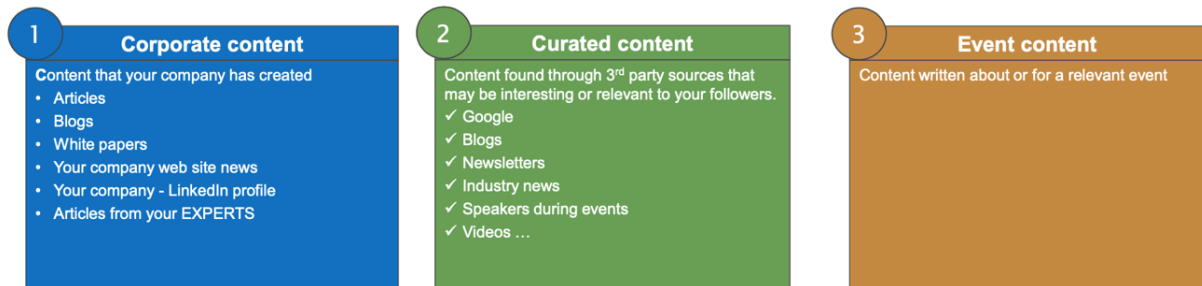 1
Corporate content
Content that your company has created
• Articles
• Blogs
• White papers
• Your company web site news
• Your company - LinkedIn profile
• Articles from your EXPERTS
2
Curated content
Content found through 3rd party sources that
may be interesting or relevant to your followers.
✓ Google
✓ Blogs
✓ Newsletters
✓ Industry news
✓ Speakers during events
✓ Videos ...
3
Event content
Content written about or for a relevant event